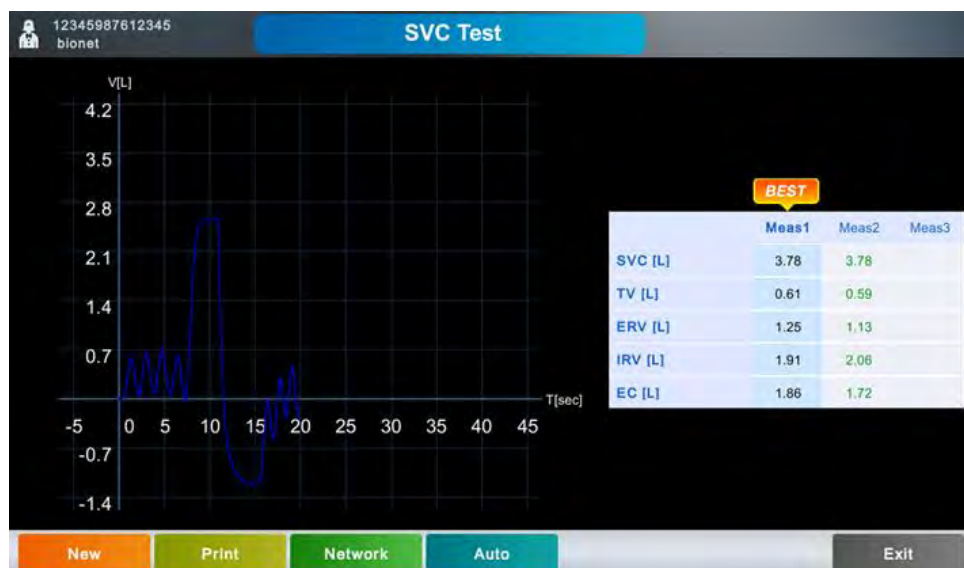 12345987612345
bionet
SVC Test
V[L]
4.2
3.5
2.8
2.1
1.4
0.7
-5 0 5 10 15 20 25 30 35 40 45 T[sec]
-0.7
-1.4
BEST
Meas1 Meas2 Meas3
SVC [L] 3.78 3.78
TV [L] 0.61 0.59
ERV [L] 1.25 1.13
IRV [L] 1.91 2.06
EC [L] 1.86 1.72
New Print Network Auto Exit